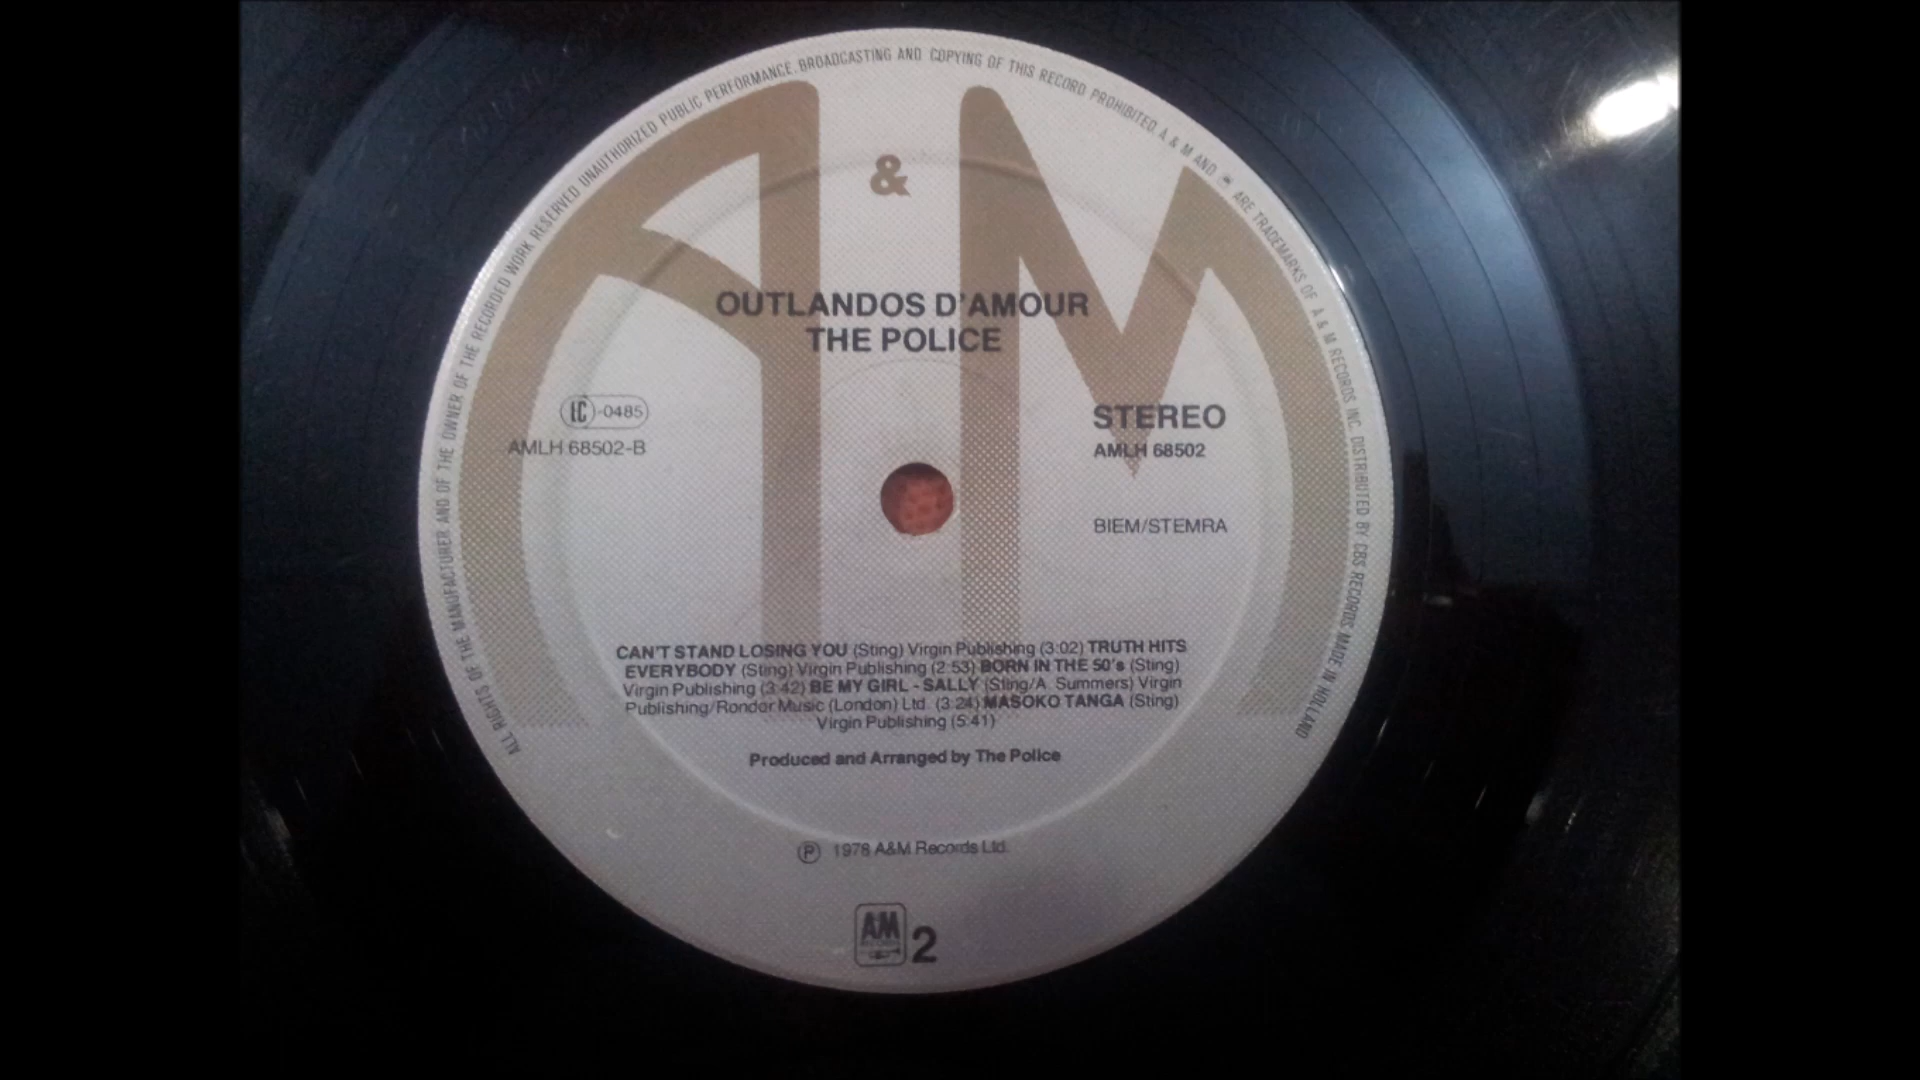 ALL RIGHTS OF THE MANUFACTURER AND OF THE OWNER OF THE RECORDED WORK RESERVED UNAUTHORIZED PUBLIC PERFORMANCE, BROADCASTING AND COPYING OF THIS RECORD PROHIBITED. A & M AND ARE TRADEMARKS OF A & M RECORDS INC. DISTRIBUTED BY CBS RECORDS MADE IN HOLLAND
A & M
OUTLANDOS D'AMOUR
THE POLICE
LC-0485
STEREO
AMLH 68502-B
AMLH 68502
BIEM/STEMRA
CAN'T STAND LOSING YOU (Sting) Virgin Publishing (3:02) TRUTH HITS
EVERYBODY (Sting) Virgin Publishing (2:53) BORN IN THE 50's (Sting)
Virgin Publishing (3:42) BE MY GIRL - SALLY (Sting/A. Summers) Virgin
Publishing/Rondor Music (London) Ltd. (3:24) MASOKO TANGA (Sting)
Virgin Publishing (5:41)
Produced and Arranged by The Police
℗ 1978 A&M Records Ltd.
AM 2